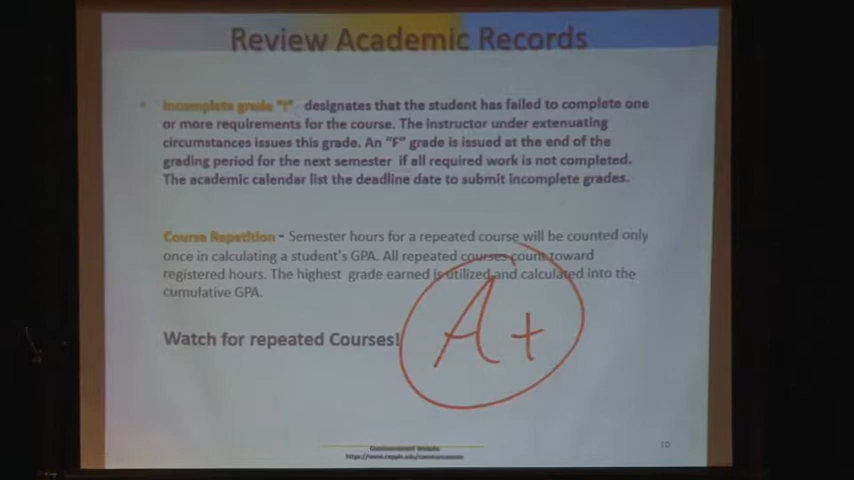 Review Academic Records
Incomplete grade "I" designates that the student has failed to complete one
or more requirements for the course. The instructor under extenuating
circumstances issues this grade. An "F" grade is issued at the end of the
grading period for the next semester if all required work is not completed.
The academic calendar list the deadline date to submit incomplete grades.
Course Repetition - Semester hours for a repeated course will be counted only
once in calculating a student's GPA. All repeated courses count toward
registered hours. The highest grade earned is utilized and calculated into the
cumulative GPA.
A+
Watch for repeated Courses!
10
Commencement Website